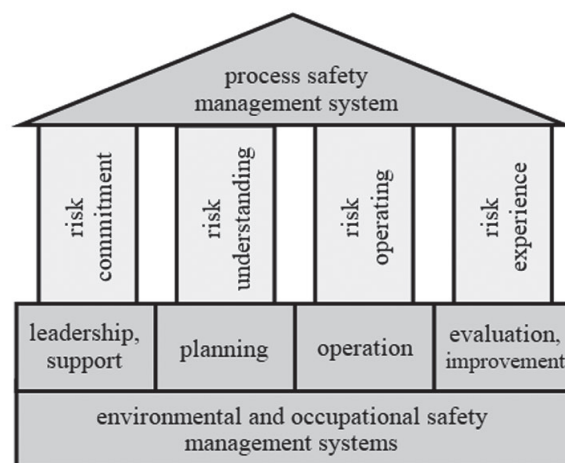 process safety
management system
risk
commitment
risk
understanding
risk
operating
risk
experience
leadership,
support
planning
operation
evaluation,
improvement
environmental and occupational safety
management systems